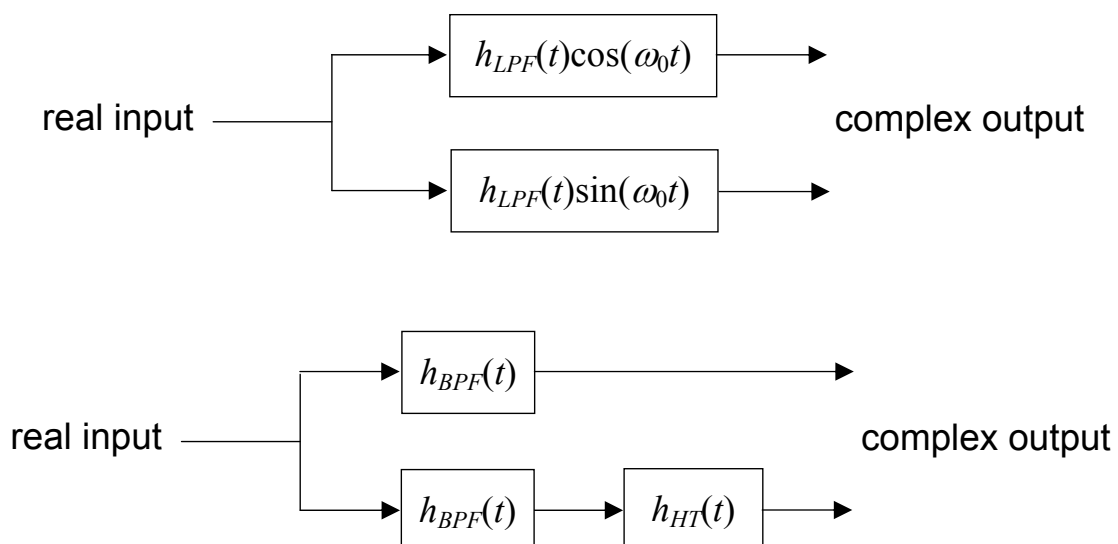 h_LPF(t)cos(ω₀t)
real input
complex output
h_LPF(t)sin(ω₀t)
h_BPF(t)
real input
complex output
h_BPF(t)
h_HT(t)